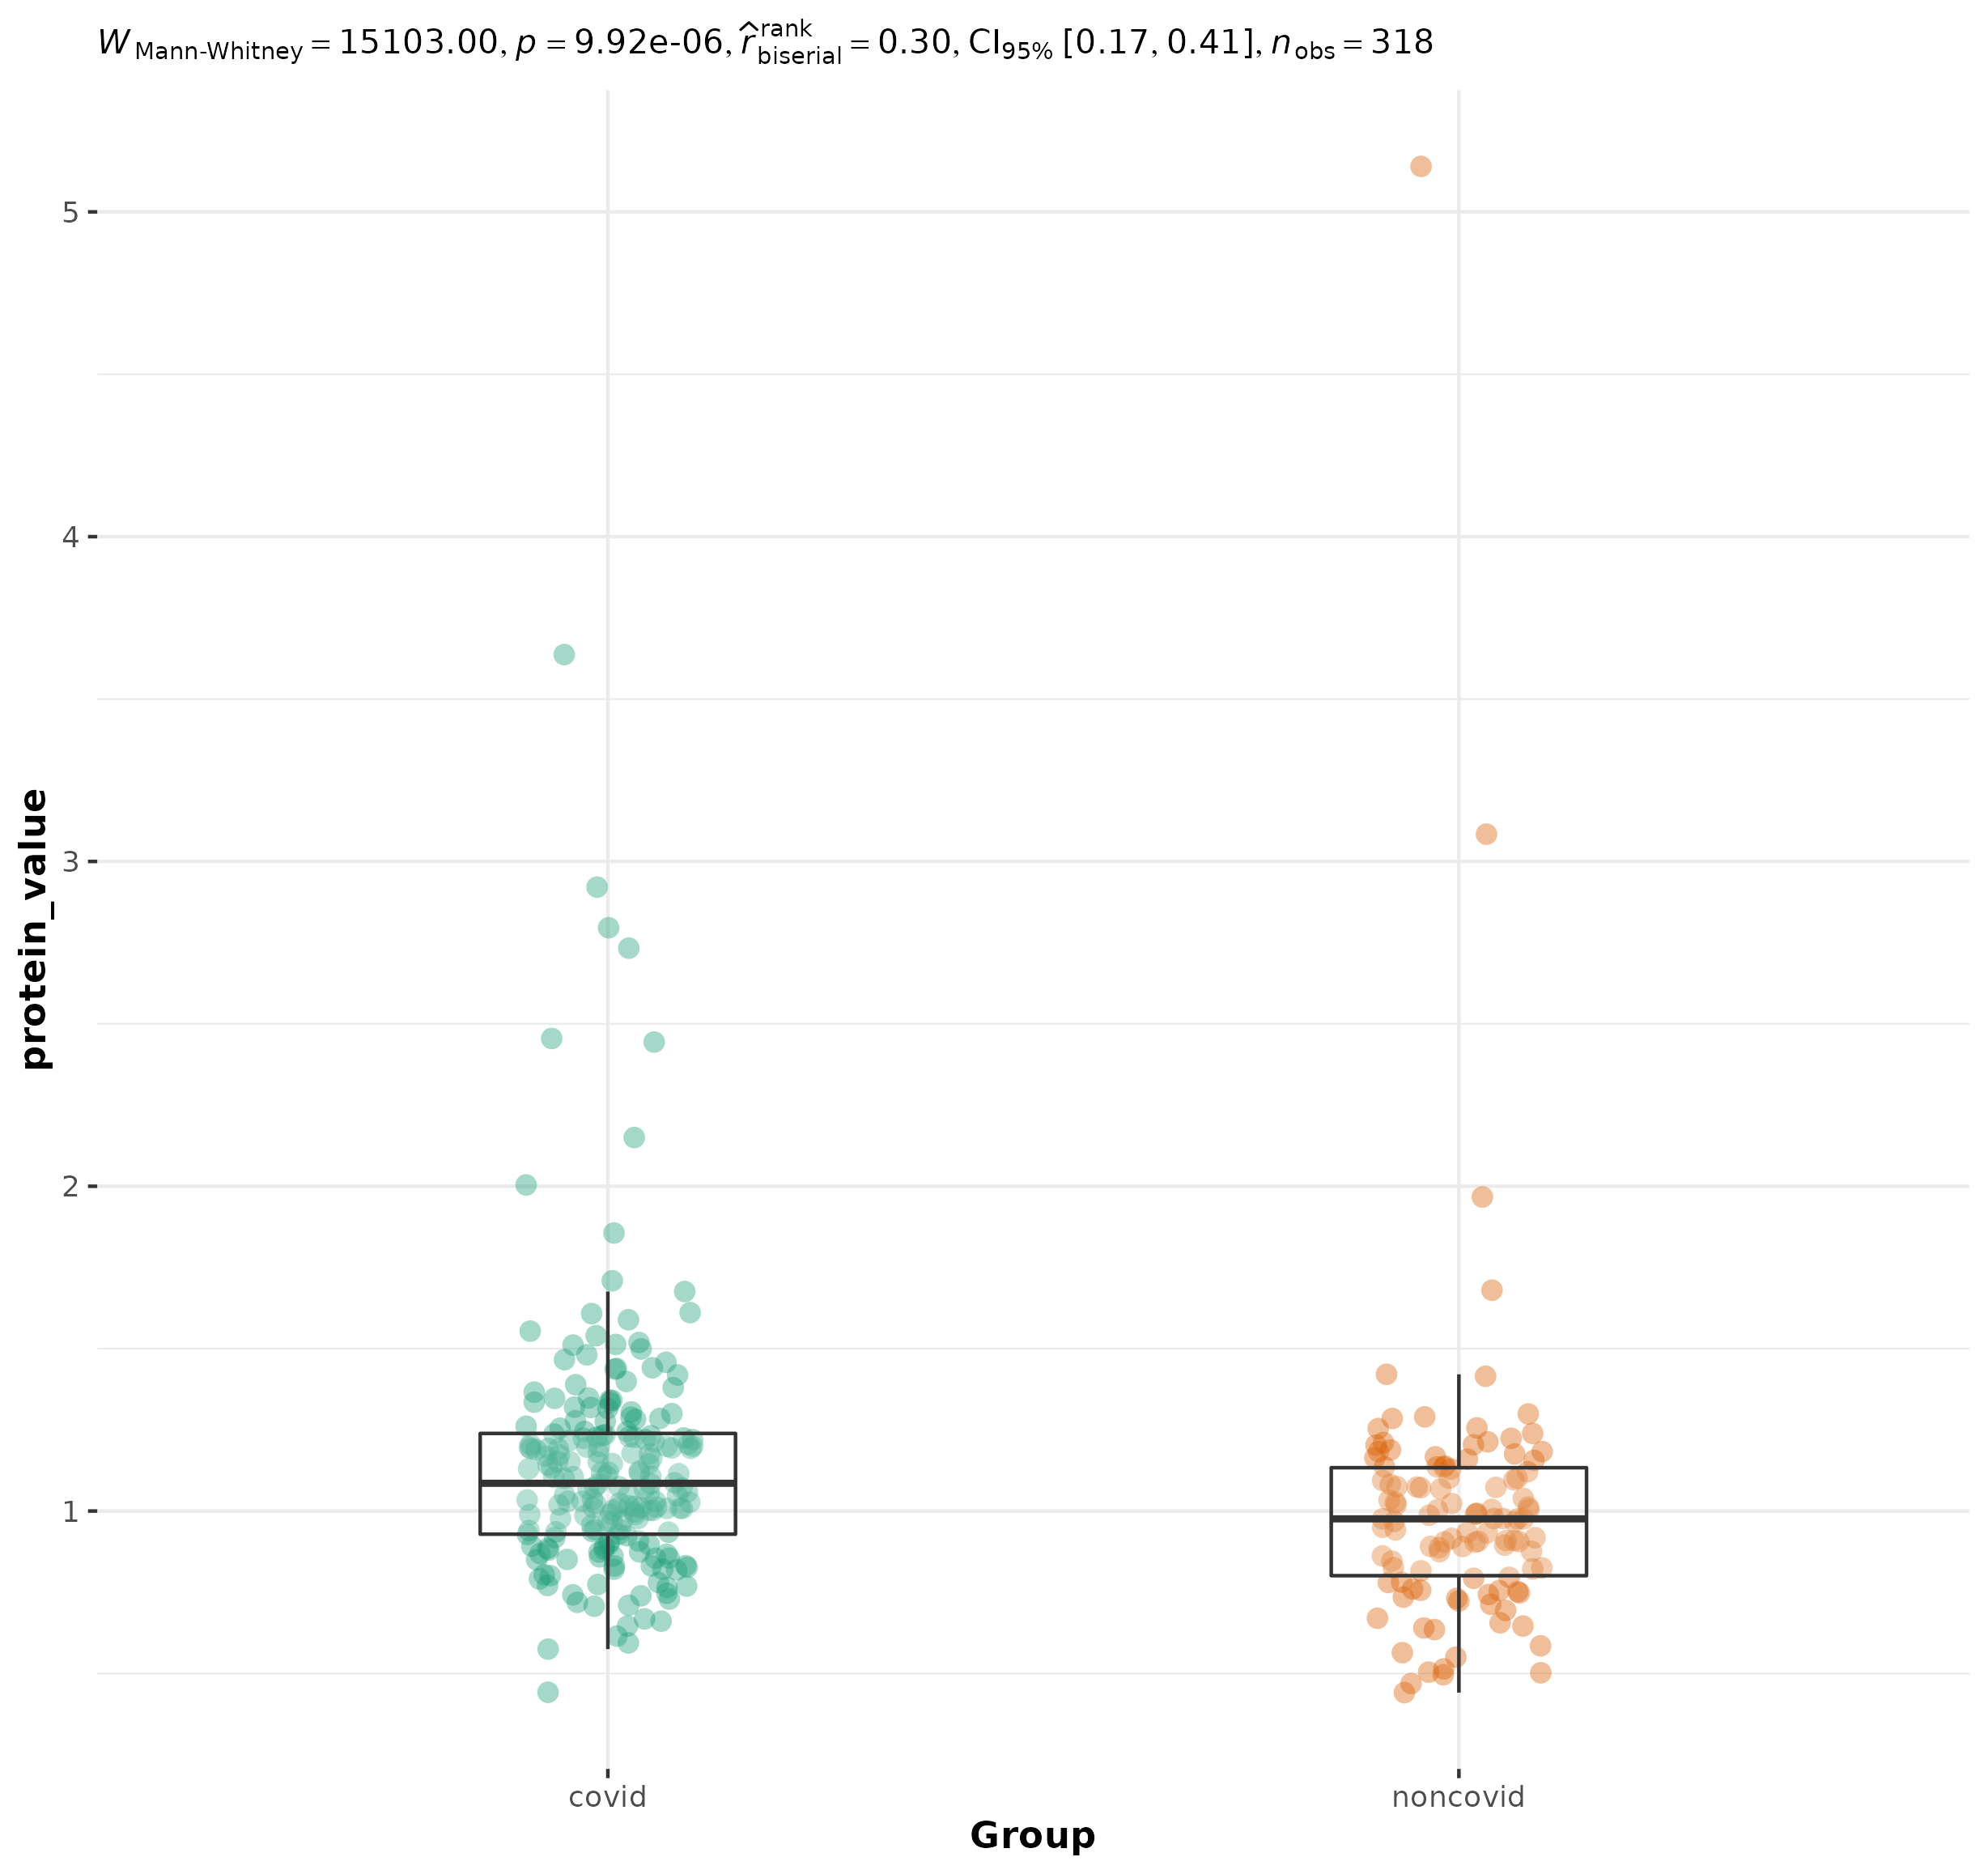 W Mann-Whitney = 15103.00, p = 9.92e-06, r̂ rank biserial = 0.30, CI95% [0.17, 0.41], n obs = 318
5
4
3
2
1
protein_value
covid noncovid
Group